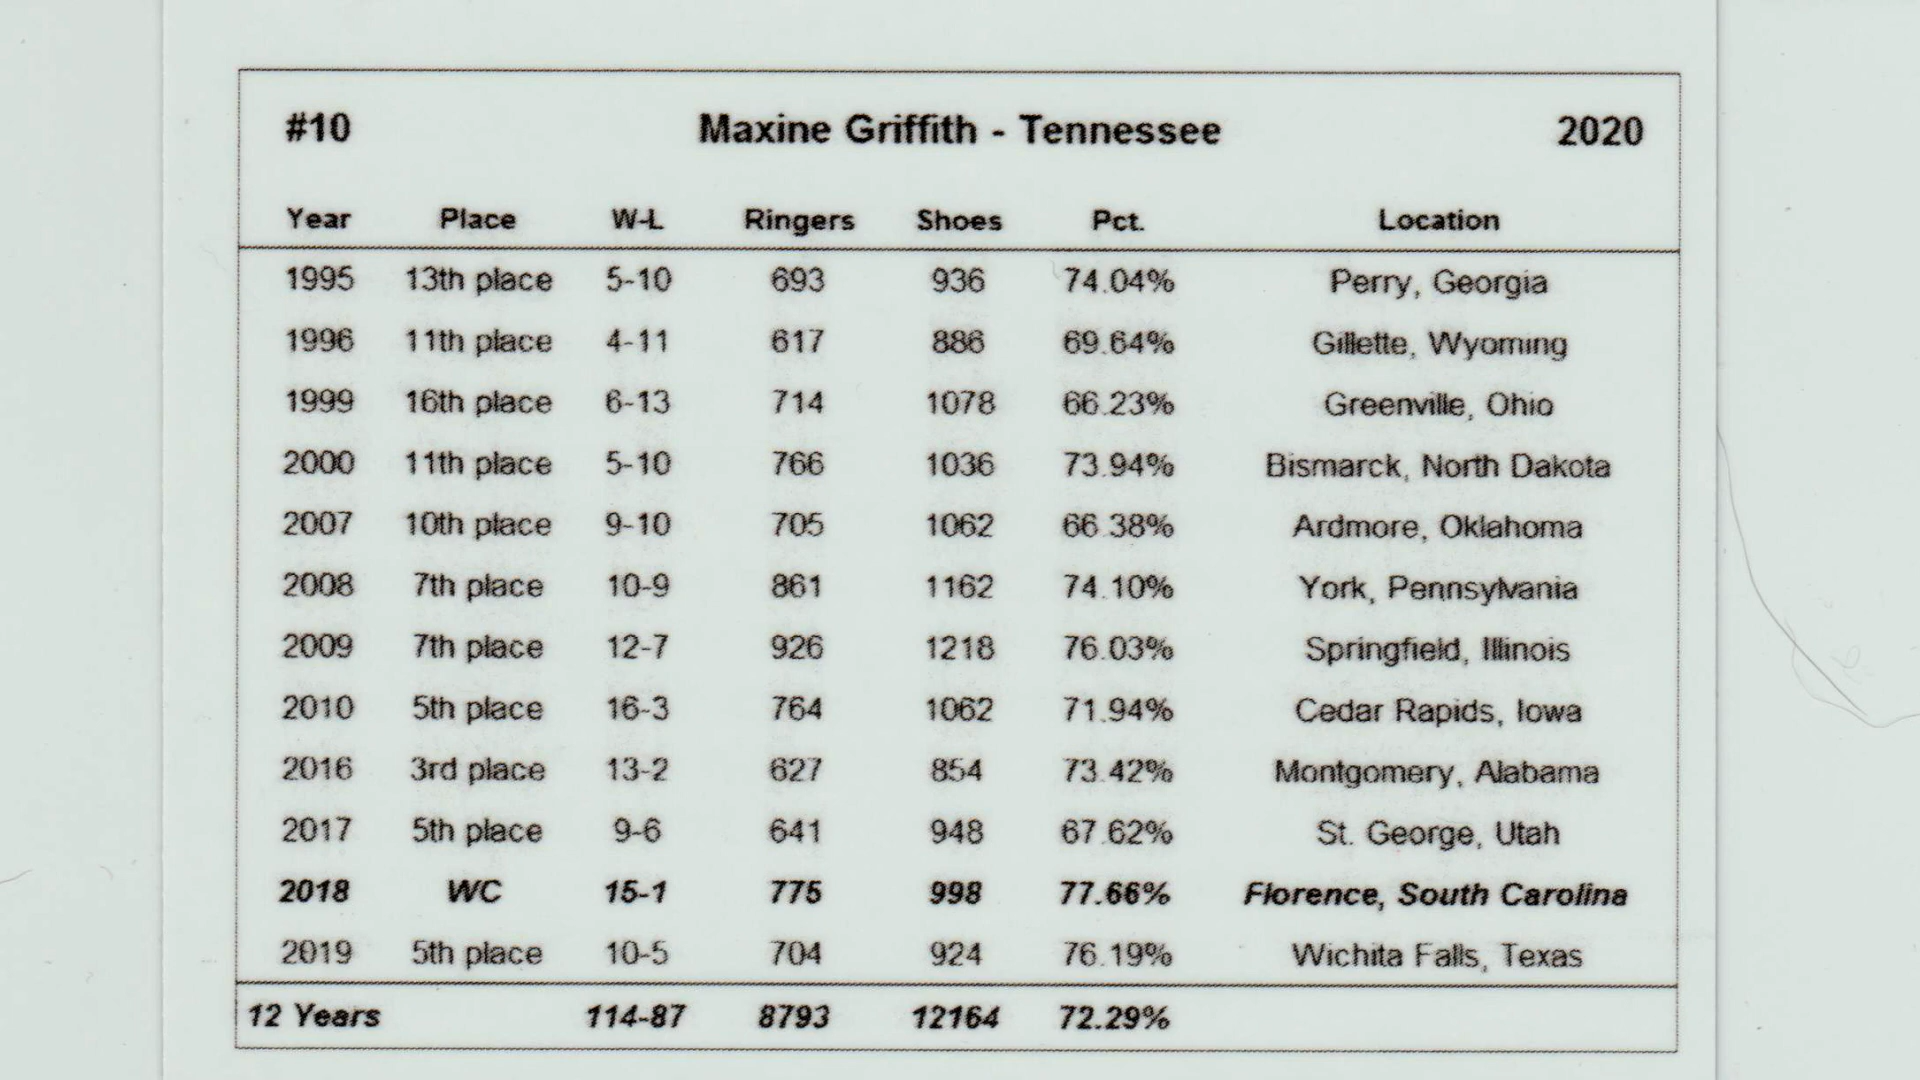 #10 Maxine Griffith - Tennessee 2020
Year Place W-L Ringers Shoes Pct. Location
1995 13th place 5-10 693 936 74.04% Perry, Georgia
1996 11th place 4-11 617 886 69.64% Gillette, Wyoming
1999 16th place 6-13 714 1078 66.23% Greenville, Ohio
2000 11th place 5-10 766 1036 73.94% Bismarck, North Dakota
2007 10th place 9-10 705 1062 66.38% Ardmore, Oklahoma
2008 7th place 10-9 861 1162 74.10% York, Pennsylvania
2009 7th place 12-7 926 1218 76.03% Springfield, Illinois
2010 5th place 16-3 764 1062 71.94% Cedar Rapids, Iowa
2016 3rd place 13-2 627 854 73.42% Montgomery, Alabama
2017 5th place 9-6 641 948 67.62% St. George, Utah
2018 WC 15-1 775 998 77.66% Florence, South Carolina
2019 5th place 10-5 704 924 76.19% Wichita Falls, Texas
12 Years 114-87 8793 12164 72.29%